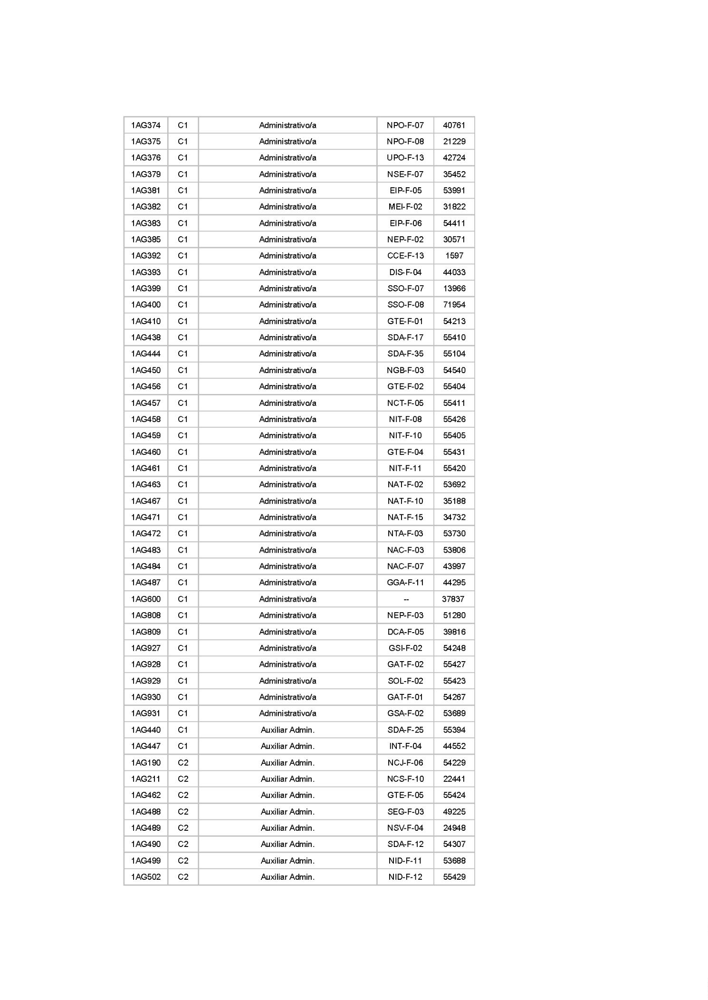 1AG374 C1 Administrativo/a NPO-F-07 40761
1AG375 C1 Administrativo/a NPO-F-08 21229
1AG376 C1 Administrativo/a UPO-F-13 42724
1AG379 C1 Administrativo/a NSE-F-07 35452
1AG381 C1 Administrativo/a EIP-F-05 53991
1AG382 C1 Administrativo/a MEI-F-02 31822
1AG383 C1 Administrativo/a EIP-F-06 54411
1AG385 C1 Administrativo/a NEP-F-02 30571
1AG392 C1 Administrativo/a CCE-F-13 1597
1AG393 C1 Administrativo/a DIS-F-04 44033
1AG399 C1 Administrativo/a SSO-F-07 13966
1AG400 C1 Administrativo/a SSO-F-08 71954
1AG410 C1 Administrativo/a GTE-F-01 54213
1AG438 C1 Administrativo/a SDA-F-17 55410
1AG444 C1 Administrativo/a SDA-F-35 55104
1AG450 C1 Administrativo/a NGB-F-03 54540
1AG456 C1 Administrativo/a GTE-F-02 55404
1AG457 C1 Administrativo/a NCT-F-05 55411
1AG458 C1 Administrativo/a NIT-F-08 55426
1AG459 C1 Administrativo/a NIT-F-10 55405
1AG460 C1 Administrativo/a GTE-F-04 55431
1AG461 C1 Administrativo/a NIT-F-11 55420
1AG463 C1 Administrativo/a NAT-F-02 53692
1AG467 C1 Administrativo/a NAT-F-10 35188
1AG471 C1 Administrativo/a NAT-F-15 34732
1AG472 C1 Administrativo/a NTA-F-03 53730
1AG483 C1 Administrativo/a NAC-F-03 53806
1AG484 C1 Administrativo/a NAC-F-07 43997
1AG487 C1 Administrativo/a GGA-F-11 44295
1AG600 C1 Administrativo/a -- 37837
1AG808 C1 Administrativo/a NEP-F-03 51280
1AG809 C1 Administrativo/a DCA-F-05 39816
1AG927 C1 Administrativo/a GSI-F-02 54248
1AG928 C1 Administrativo/a GAT-F-02 55427
1AG929 C1 Administrativo/a SOL-F-02 55423
1AG930 C1 Administrativo/a GAT-F-01 54267
1AG931 C1 Administrativo/a GSA-F-02 53689
1AG440 C1 Auxiliar Admin. SDA-F-25 55394
1AG447 C1 Auxiliar Admin. INT-F-04 44552
1AG190 C2 Auxiliar Admin. NCJ-F-06 54229
1AG211 C2 Auxiliar Admin. NCS-F-10 22441
1AG462 C2 Auxiliar Admin. GTE-F-05 55424
1AG488 C2 Auxiliar Admin. SEG-F-03 49225
1AG489 C2 Auxiliar Admin. NSV-F-04 24948
1AG490 C2 Auxiliar Admin. SDA-F-12 54307
1AG499 C2 Auxiliar Admin. NID-F-11 53688
1AG502 C2 Auxiliar Admin. NID-F-12 55429